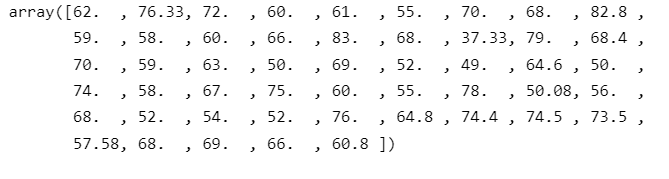 array([62.  , 76.33, 72.  , 60.  , 61.  , 55.  , 70.  , 68.  , 82.8 ,
       59.  , 58.  , 60.  , 66.  , 83.  , 68.  , 37.33, 79.  , 68.4 ,
       70.  , 59.  , 63.  , 50.  , 69.  , 52.  , 49.  , 64.6 , 50.  ,
       74.  , 58.  , 67.  , 75.  , 60.  , 55.  , 78.  , 50.08, 56.  ,
       68.  , 52.  , 54.  , 52.  , 76.  , 64.8 , 74.4 , 74.5 , 73.5 ,
       57.58, 68.  , 69.  , 66.  , 60.8 ])